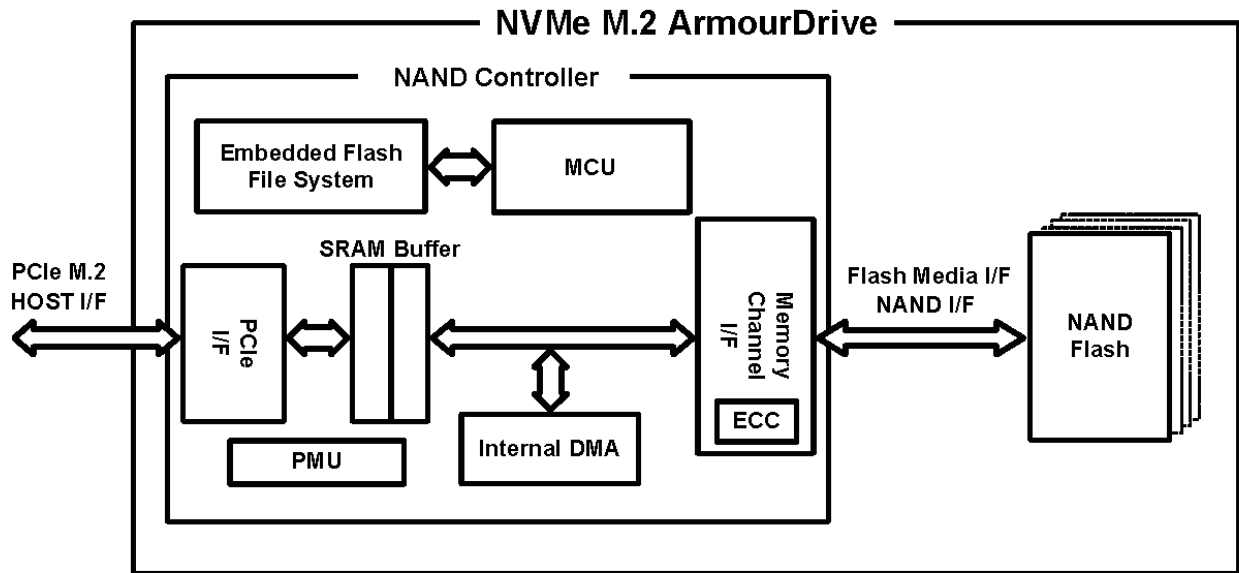 NVMe M.2 ArmourDrive
NAND Controller
Embedded Flash
File System
MCU
SRAM Buffer
PCIe M.2
HOST I/F
PCIe
I/F
Memory
Channel
I/F
ECC
Flash Media I/F
NAND I/F
NAND
Flash
PMU
Internal DMA